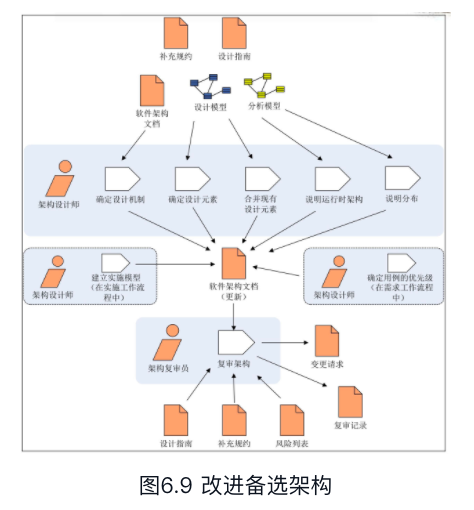 补充规约
设计指南
软件架构
文档
设计模型
分析模型
架构设计师
确定设计机制
确定设计元素
合并现有
设计元素
说明运行时架构
说明分布
架构设计师
建立实施模型
（在实施工作流
程中）
软件架构文档
（更新）
架构设计师
确定用例的优先级
（在需求工作流程
中）
架构复审员
复审架构
变更请求
复审记录
设计指南
补充规约
风险列表
图6.9 改进备选架构